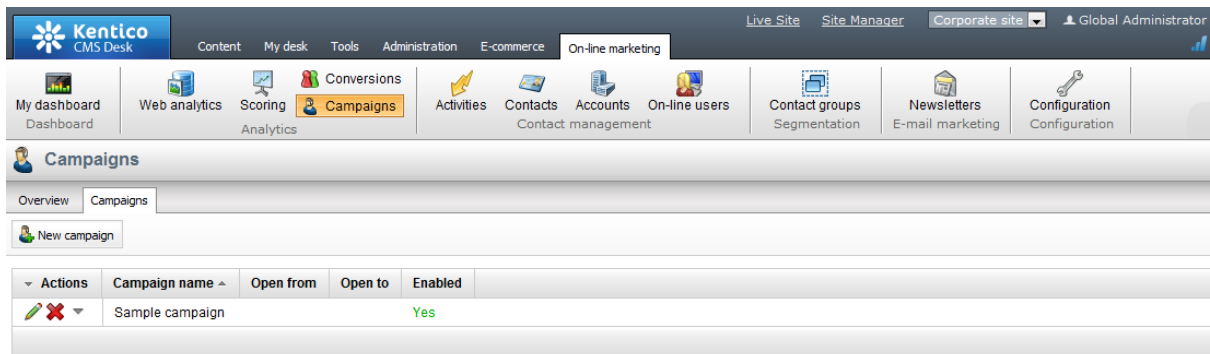 Live Site Site Manager Corporate site Global Administrator
Kentico
CMS Desk
Content My desk Tools Administration E-commerce On-line marketing
My dashboard Web analytics Scoring Conversions Campaigns Activities Contacts Accounts On-line users Contact groups Newsletters Configuration
Dashboard Analytics Contact management Segmentation E-mail marketing Configuration
Campaigns
Overview Campaigns
New campaign
Actions Campaign name Open from Open to Enabled
Sample campaign Yes